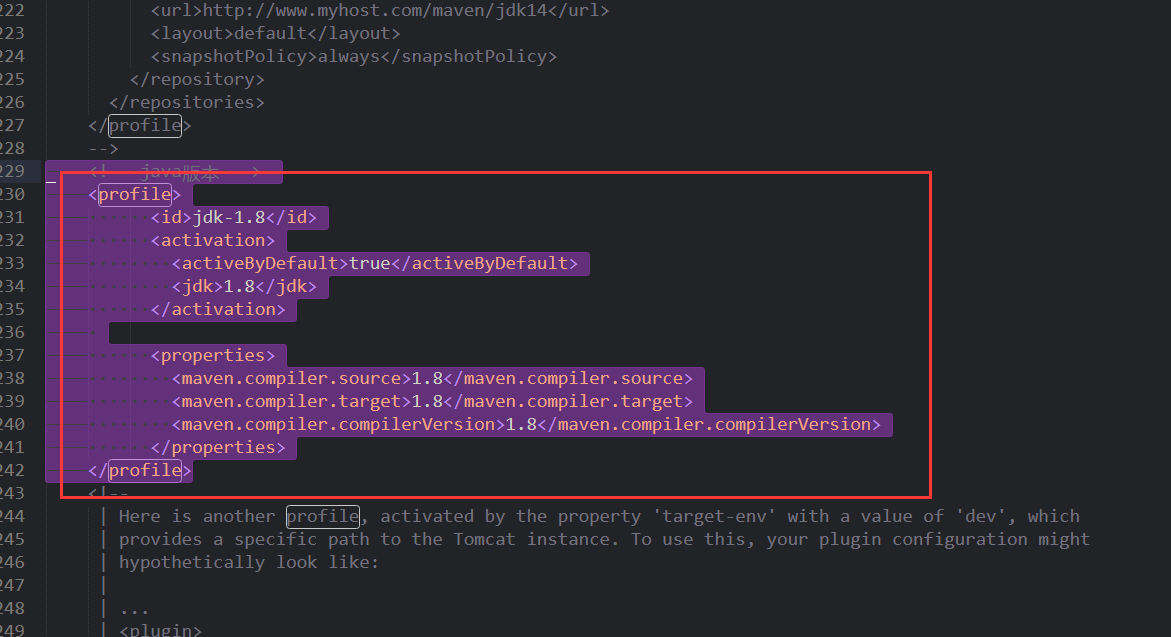 222 <url>http://www.myhost.com/maven/jdk14</url>
223 <layout>default</layout>
224 <snapshotPolicy>always</snapshotPolicy>
225 </repository>
226 </repositories>
227 </profile>
228 -->
229 <!-- java版本 -->
230 <profile>
231 <id>jdk-1.8</id>
232 <activation>
233 <activeByDefault>true</activeByDefault>
234 <jdk>1.8</jdk>
235 </activation>
236
237 <properties>
238 <maven.compiler.source>1.8</maven.compiler.source>
239 <maven.compiler.target>1.8</maven.compiler.target>
240 <maven.compiler.compilerVersion>1.8</maven.compiler.compilerVersion>
241 </properties>
242 </profile>
243 <!--
244 | Here is another profile, activated by the property 'target-env' with a value of 'dev', which
245 | provides a specific path to the Tomcat instance. To use this, your plugin configuration might
246 | hypothetically look like:
247 |
248 | ...
249 | <plugin>